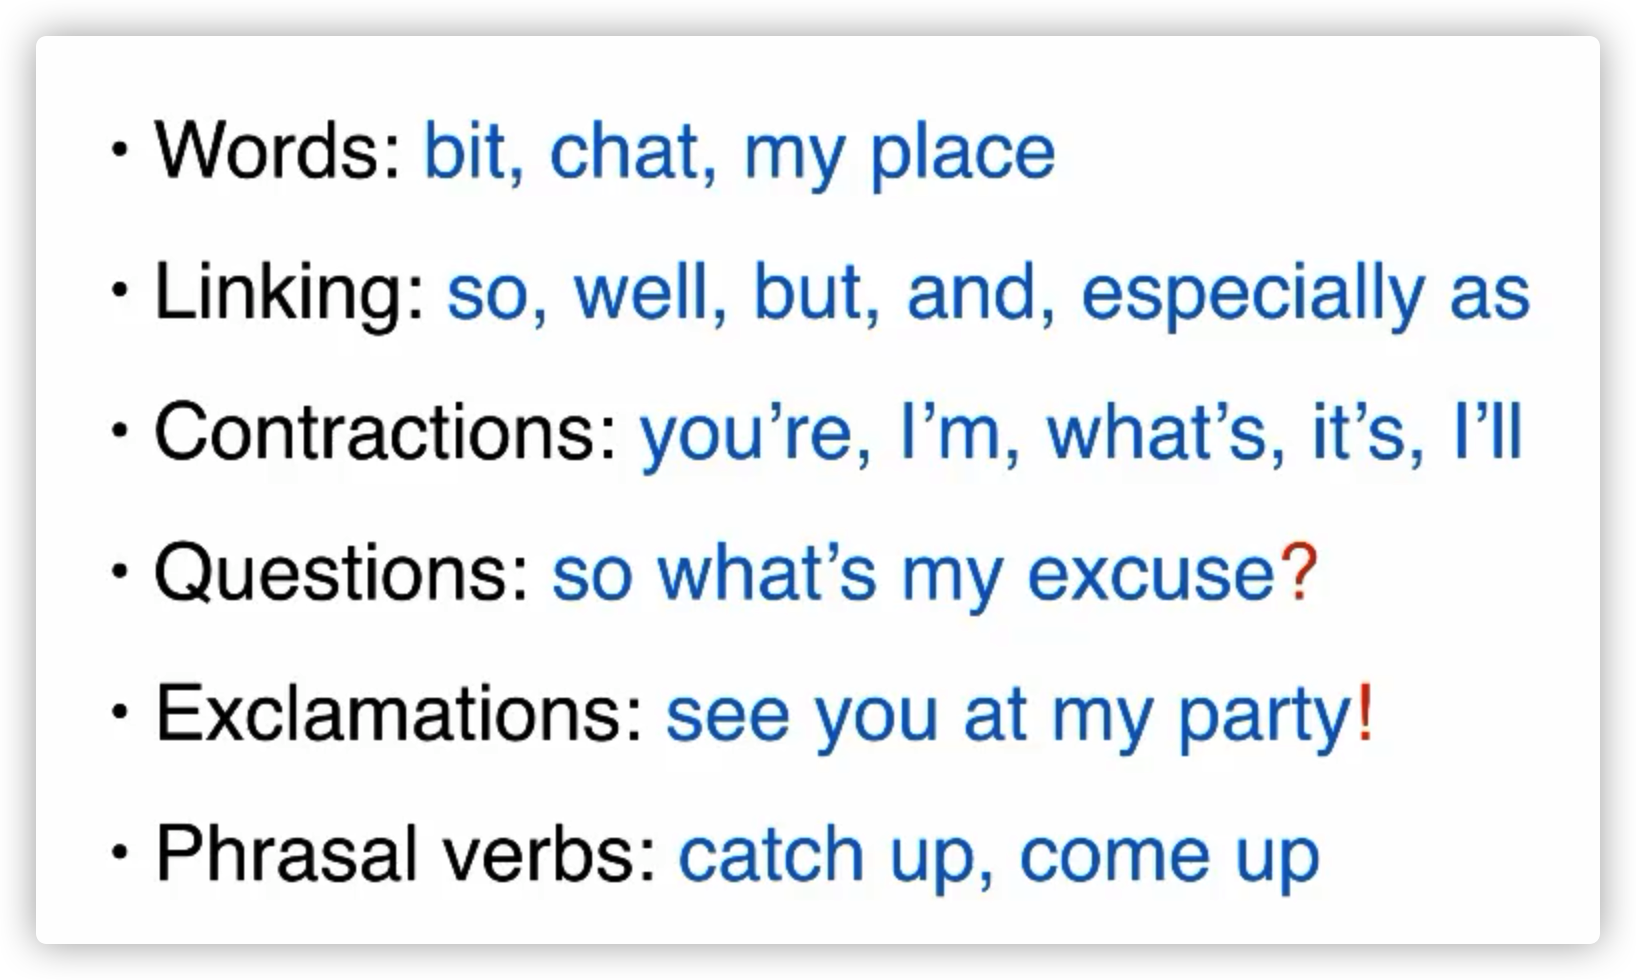 • Words: bit, chat, my place
• Linking: so, well, but, and, especially as
• Contractions: you’re, I’m, what’s, it’s, I’ll
• Questions: so what’s my excuse?
• Exclamations: see you at my party!
• Phrasal verbs: catch up, come up